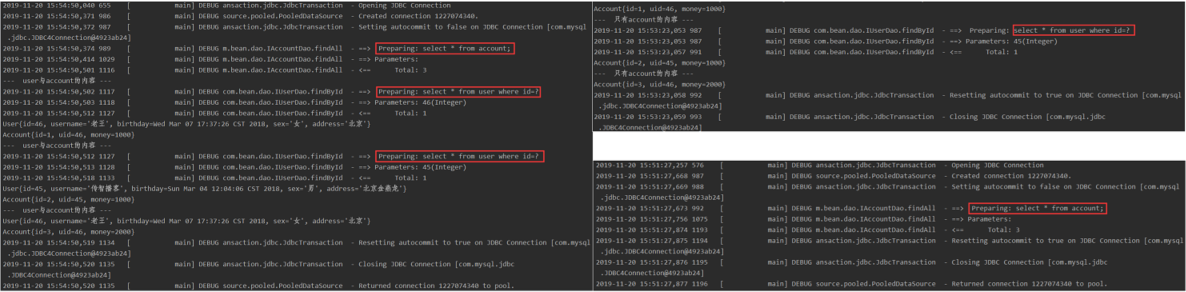 2019-11-20 15:54:50,040 655    [           main] DEBUG ansaction.jdbc.JdbcTransaction  - Opening JDBC Connection
2019-11-20 15:54:50,371 986    [           main] DEBUG source.pooled.PooledDataSource  - Created connection 1227074340.
2019-11-20 15:54:50,372 987    [           main] DEBUG ansaction.jdbc.JdbcTransaction  - Setting autocommit to false on JDBC Connection [com.mysql
.jdbc.JDBC4Connection@4923ab24]
2019-11-20 15:54:50,374 989    [           main] DEBUG m.bean.dao.IAccountDao.findAll  - ==>  Preparing: select * from account;
2019-11-20 15:54:50,414 1029   [           main] DEBUG m.bean.dao.IAccountDao.findAll  - ==> Parameters:
2019-11-20 15:54:50,501 1116   [           main] DEBUG m.bean.dao.IAccountDao.findAll  - <==      Total: 3
--- user与account的内容 ---
2019-11-20 15:54:50,502 1117   [           main] DEBUG com.bean.dao.IUserDao.findById  - ==>  Preparing: select * from user where id=?
2019-11-20 15:54:50,503 1118   [           main] DEBUG com.bean.dao.IUserDao.findById  - ==> Parameters: 46(Integer)
2019-11-20 15:54:50,512 1127   [           main] DEBUG com.bean.dao.IUserDao.findById  - <==      Total: 1
User{id=46, username='老王', birthday=Wed Mar 07 17:37:26 CST 2018, sex='女', address='北京'}
Account{id=1, uid=46, money=1000}
--- user与account的内容 ---
2019-11-20 15:54:50,512 1127   [           main] DEBUG com.bean.dao.IUserDao.findById  - ==>  Preparing: select * from user where id=?
2019-11-20 15:54:50,513 1128   [           main] DEBUG com.bean.dao.IUserDao.findById  - ==> Parameters: 45(Integer)
2019-11-20 15:54:50,518 1133   [           main] DEBUG com.bean.dao.IUserDao.findById  - <==      Total: 1
User{id=45, username='传智播客', birthday=Sun Mar 04 12:04:06 CST 2018, sex='男', address='北京金燕龙'}
Account{id=2, uid=45, money=1000}
--- user与account的内容 ---
User{id=46, username='老王', birthday=Wed Mar 07 17:37:26 CST 2018, sex='女', address='北京'}
Account{id=3, uid=46, money=2000}
2019-11-20 15:54:50,519 1134   [           main] DEBUG ansaction.jdbc.JdbcTransaction  - Resetting autocommit to true on JDBC Connection [com.mysql
.jdbc.JDBC4Connection@4923ab24]
2019-11-20 15:54:50,520 1135   [           main] DEBUG ansaction.jdbc.JdbcTransaction  - Closing JDBC Connection [com.mysql.jdbc
.JDBC4Connection@4923ab24]
2019-11-20 15:54:50,520 1135   [           main] DEBUG source.pooled.PooledDataSource  - Returned connection 1227074340 to pool.
Account{id=1, uid=46, money=1000}
--- 只有account的内容 ---
2019-11-20 15:53:23,053 987    [           main] DEBUG com.bean.dao.IUserDao.findById  - ==>  Preparing: select * from user where id=?
2019-11-20 15:53:23,053 987    [           main] DEBUG com.bean.dao.IUserDao.findById  - ==> Parameters: 45(Integer)
2019-11-20 15:53:23,057 991    [           main] DEBUG com.bean.dao.IUserDao.findById  - <==      Total: 1
Account{id=2, uid=45, money=1000}
--- 只有account的内容 ---
Account{id=3, uid=46, money=2000}
2019-11-20 15:53:23,058 992    [           main] DEBUG ansaction.jdbc.JdbcTransaction  - Resetting autocommit to true on JDBC Connection [com.mysql
.jdbc.JDBC4Connection@4923ab24]
2019-11-20 15:53:23,059 993    [           main] DEBUG ansaction.jdbc.JdbcTransaction  - Closing JDBC Connection [com.mysql.jdbc
.JDBC4Connection@4923ab24]
2019-11-20 15:51:27,257 576    [           main] DEBUG ansaction.jdbc.JdbcTransaction  - Opening JDBC Connection
2019-11-20 15:51:27,668 987    [           main] DEBUG source.pooled.PooledDataSource  - Created connection 1227074340.
2019-11-20 15:51:27,669 988    [           main] DEBUG ansaction.jdbc.JdbcTransaction  - Setting autocommit to false on JDBC Connection [com.mysql
.jdbc.JDBC4Connection@4923ab24]
2019-11-20 15:51:27,673 992    [           main] DEBUG m.bean.dao.IAccountDao.findAll  - ==>  Preparing: select * from account;
2019-11-20 15:51:27,756 1075   [           main] DEBUG m.bean.dao.IAccountDao.findAll  - ==> Parameters:
2019-11-20 15:51:27,874 1193   [           main] DEBUG m.bean.dao.IAccountDao.findAll  - <==      Total: 3
2019-11-20 15:51:27,875 1194   [           main] DEBUG ansaction.jdbc.JdbcTransaction  - Resetting autocommit to true on JDBC Connection [com.mysql
.jdbc.JDBC4Connection@4923ab24]
2019-11-20 15:51:27,876 1195   [           main] DEBUG ansaction.jdbc.JdbcTransaction  - Closing JDBC Connection [com.mysql.jdbc
.JDBC4Connection@4923ab24]
2019-11-20 15:51:27,877 1196   [           main] DEBUG source.pooled.PooledDataSource  - Returned connection 1227074340 to pool.